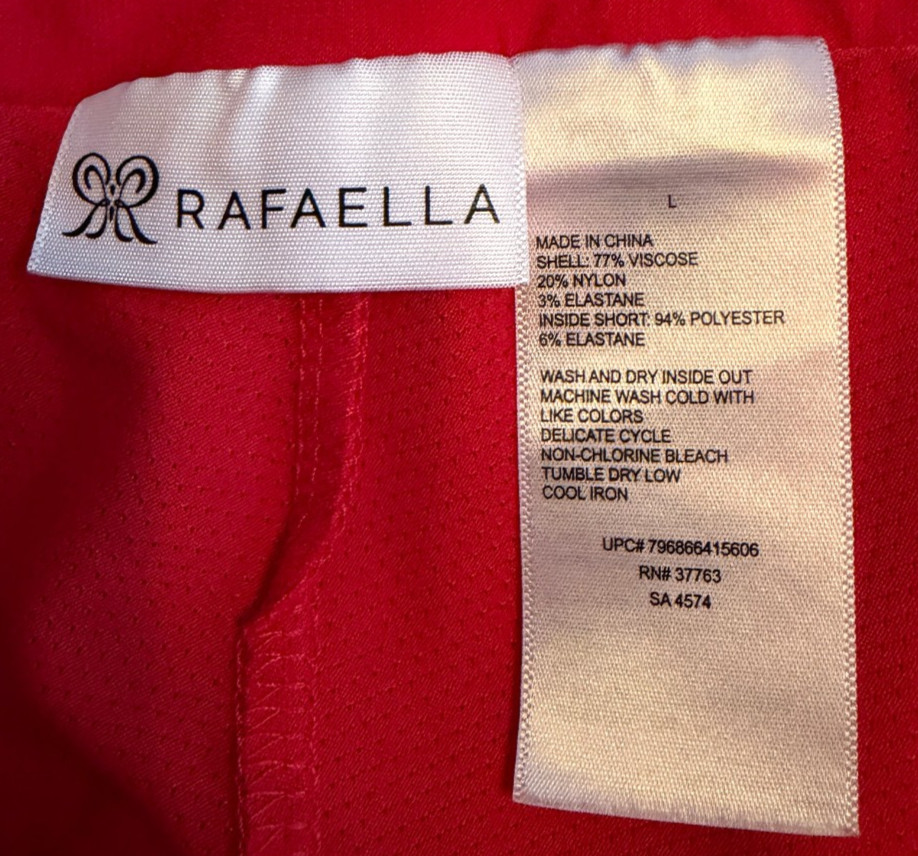 RAFAELLA
L
MADE IN CHINA
SHELL: 77% VISCOSE
20% NYLON
3% ELASTANE
INSIDE SHORT: 94% POLYESTER
6% ELASTANE
WASH AND DRY INSIDE OUT
MACHINE WASH COLD WITH
LIKE COLORS
DELICATE CYCLE
NON-CHLORINE BLEACH
TUMBLE DRY LOW
COOL IRON
UPC# 796866415606
RN# 37763
SA 4574